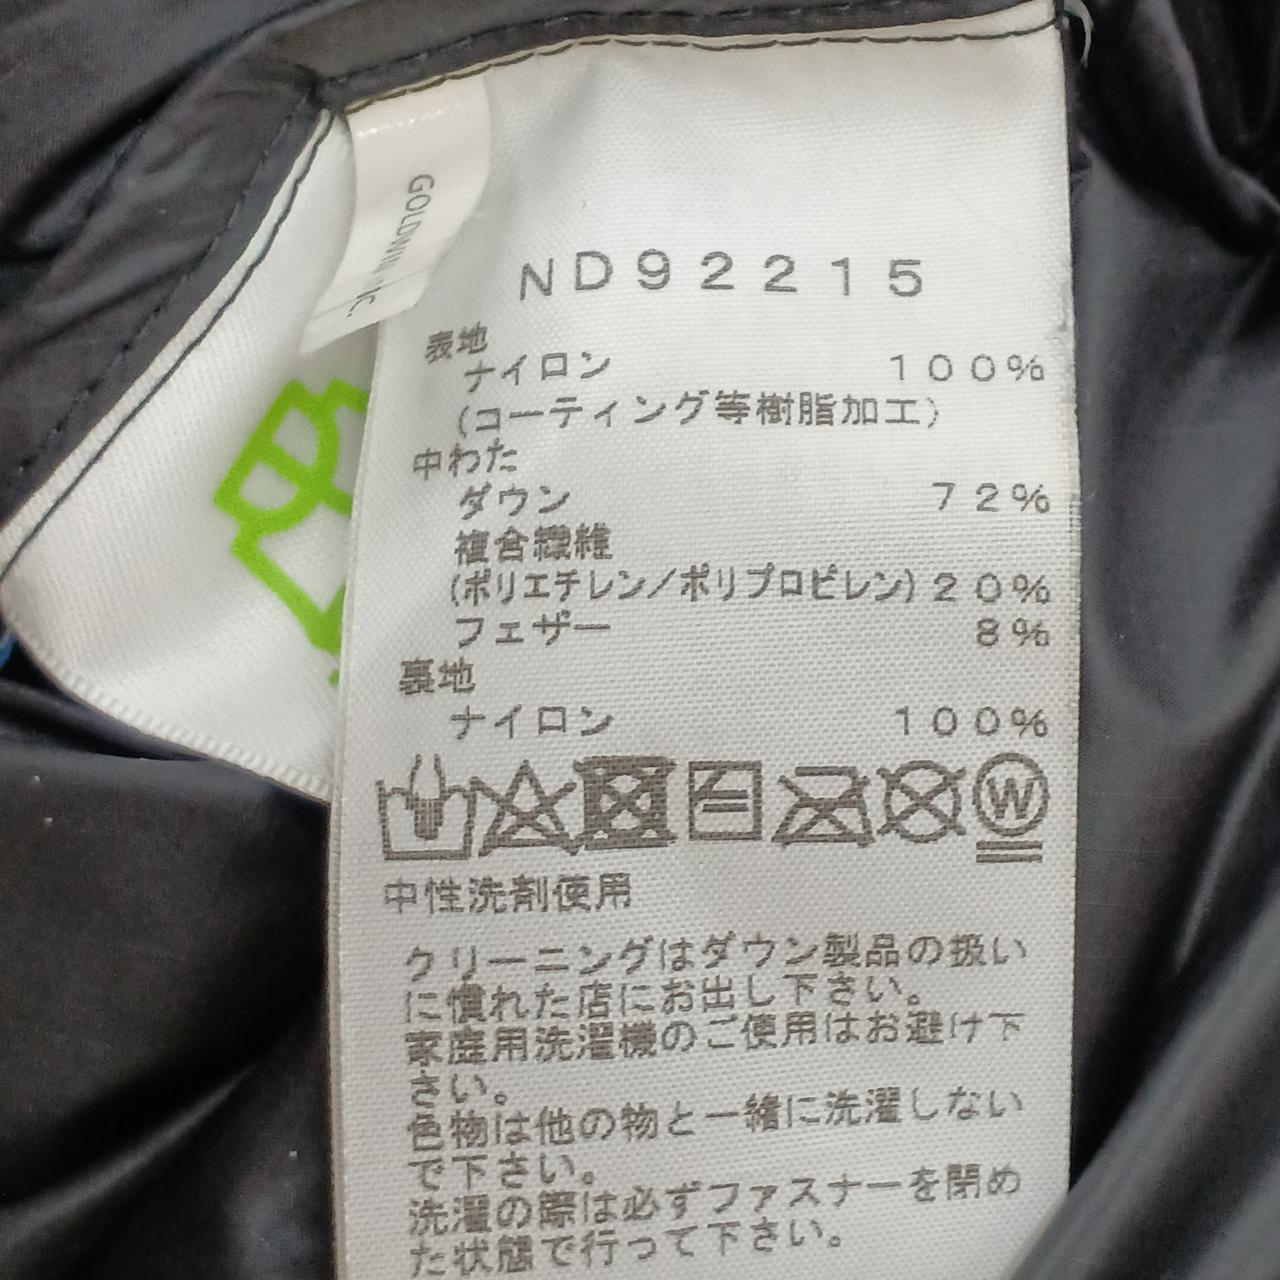 GOLDWIN INC.
ND92215
表地
ナイロン 100%
(コーティング等樹脂加工)
中わた
ダウン 72%
複合繊維
(ポリエチレン/ポリプロピレン) 20%
フェザー 8%
裏地
ナイロン 100%
W
中性洗剤使用
クリーニングはダウン製品の扱い
に慣れた店にお出し下さい。
家庭用洗濯機のご使用はお避け下
さい。
色物は他の物と一緒に洗濯しない
で下さい。
洗濯の際は必ずファスナーを閉め
た状態で行って下さい。